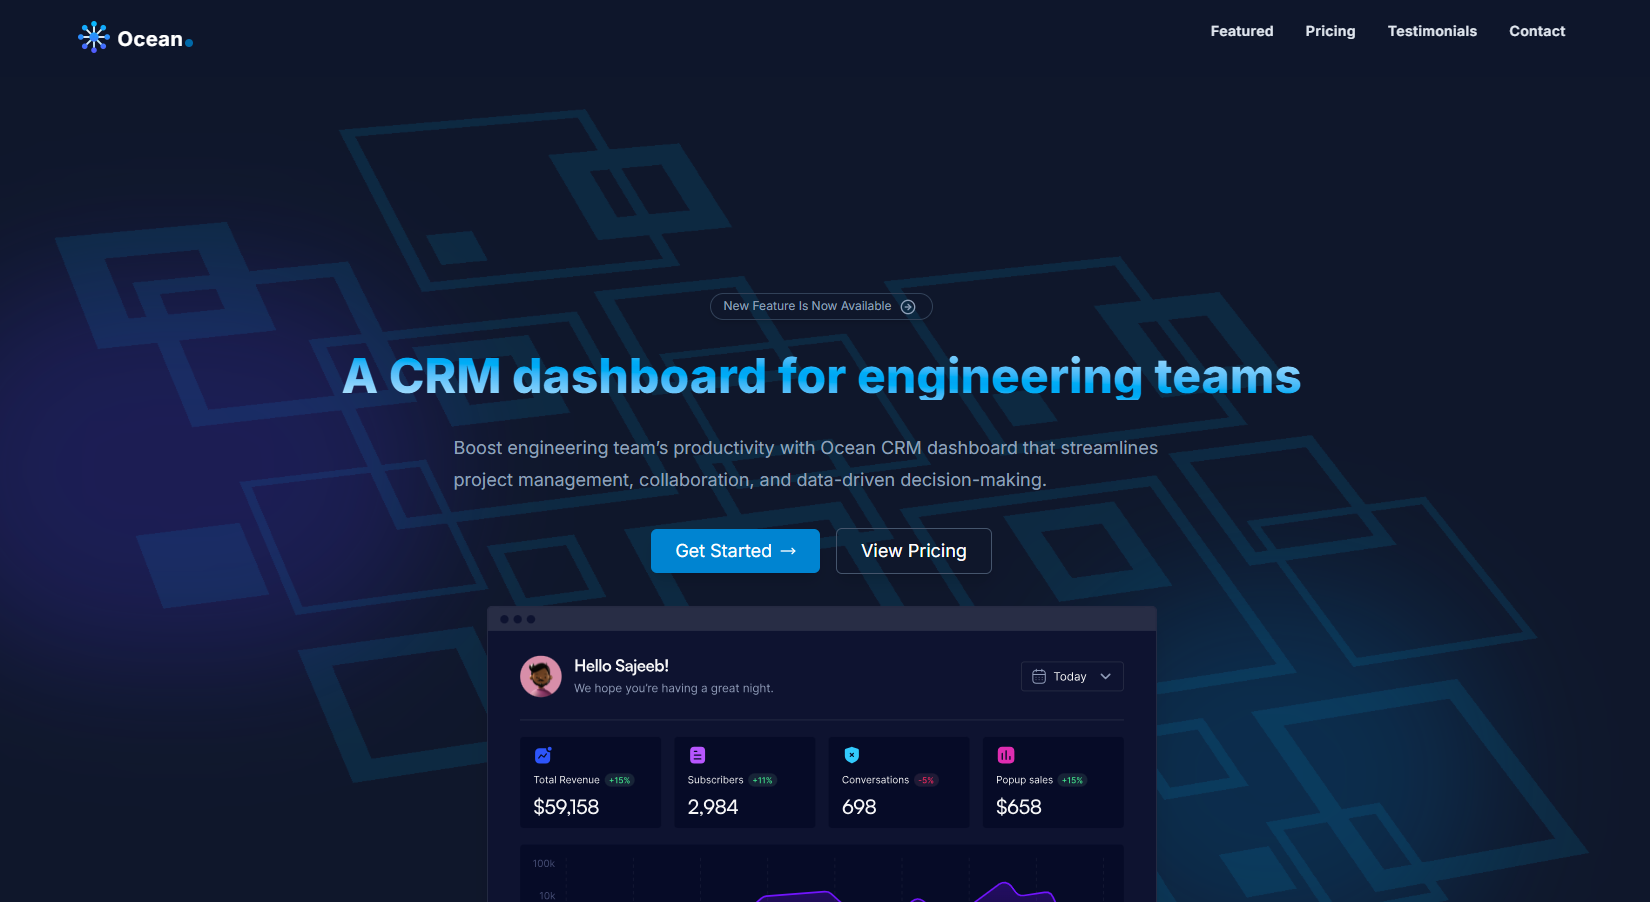 Ocean.
Featured
Pricing
Testimonials
Contact
New Feature Is Now Available
A CRM dashboard for engineering teams
Boost engineering team’s productivity with Ocean CRM dashboard that streamlines
project management, collaboration, and data-driven decision-making.
Get Started →
View Pricing
Hello Sajeeb!
We hope you're having a great night.
Today
Total Revenue +15%
$59,158
Subscribers +11%
2,984
Conversations -5%
698
Popup sales +15%
$658
100k
10k